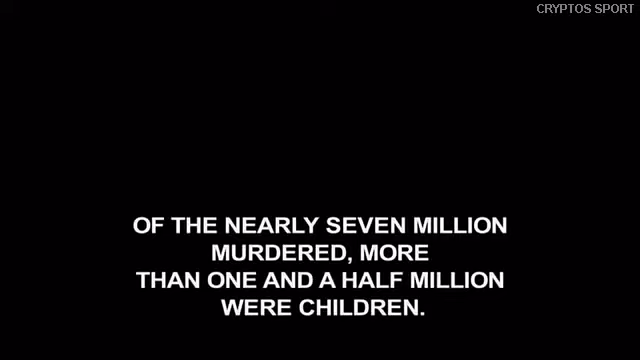 CRYPTOS SPORT
OF THE NEARLY SEVEN MILLION
MURDERED, MORE
THAN ONE AND A HALF MILLION
WERE CHILDREN.